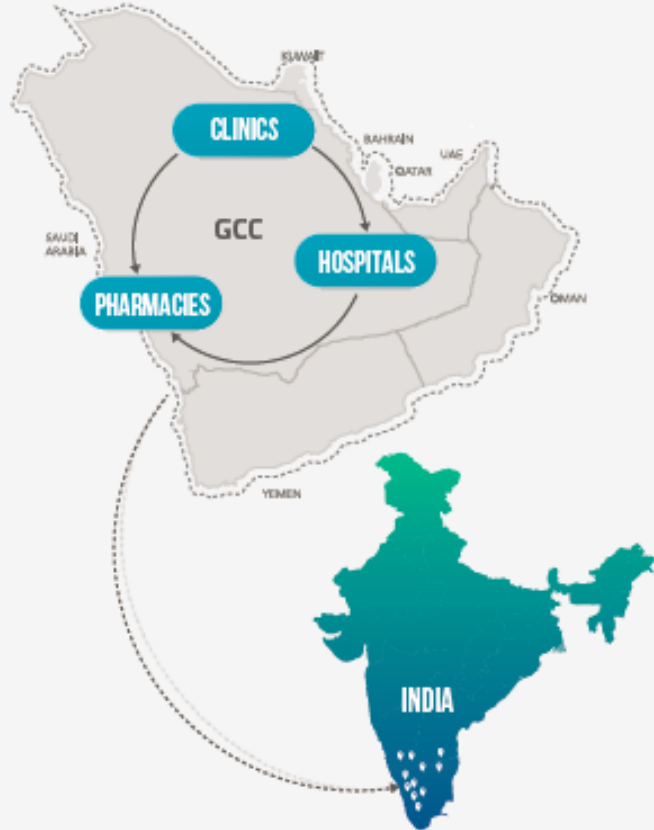 KUWAIT
CLINICS
BAHRAIN
UAE
QATAR
GCC
SAUDI
ARABIA
HOSPITALS
PHARMACIES
OMAN
YEMEN
INDIA